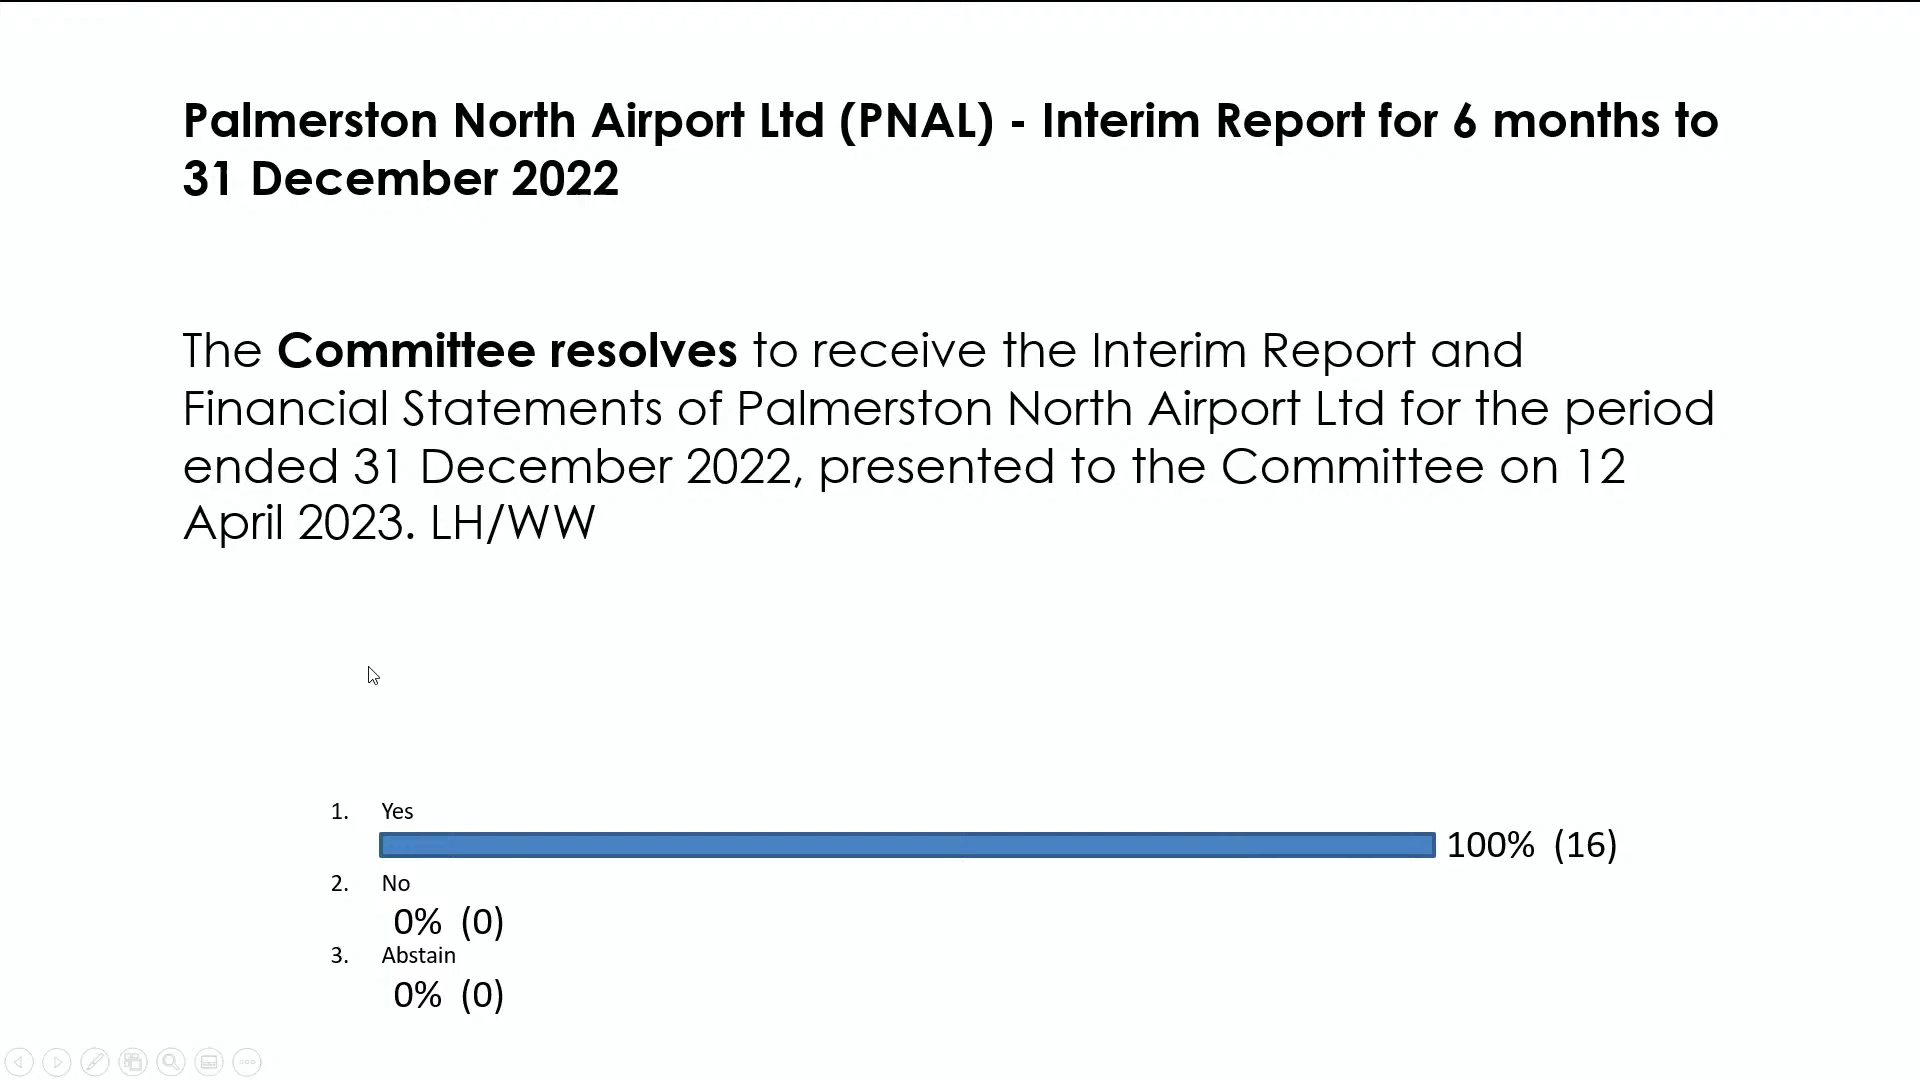 Palmerston North Airport Ltd (PNAL) - Interim Report for 6 months to
31 December 2022
The Committee resolves to receive the Interim Report and
Financial Statements of Palmerston North Airport Ltd for the period
ended 31 December 2022, presented to the Committee on 12
April 2023. LH/WW
1. Yes
100% (16)
2. No
0% (0)
3. Abstain
0% (0)